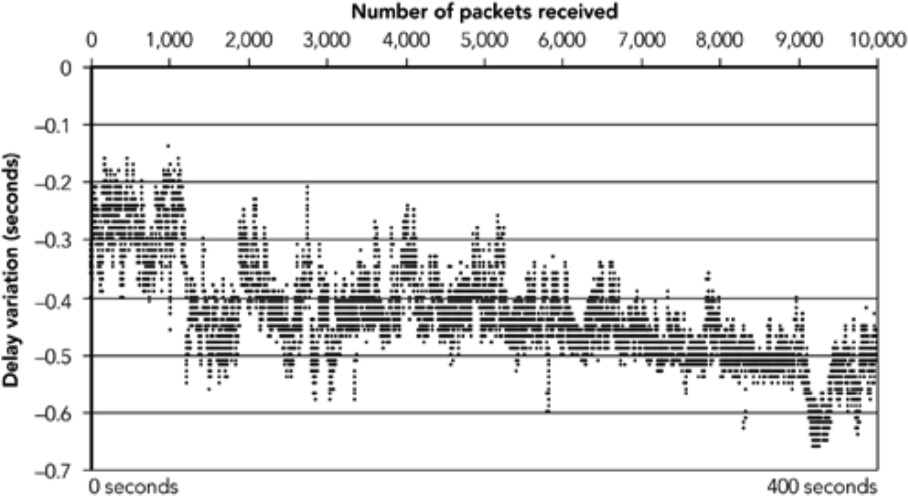 Number of packets received
0 1,000 2,000 3,000 4,000 5,000 6,000 7,000 8,000 9,000 10,000
Delay variation (seconds)
0
–0.1
–0.2
–0.3
–0.4
–0.5
–0.6
–0.7
0 seconds 400 seconds